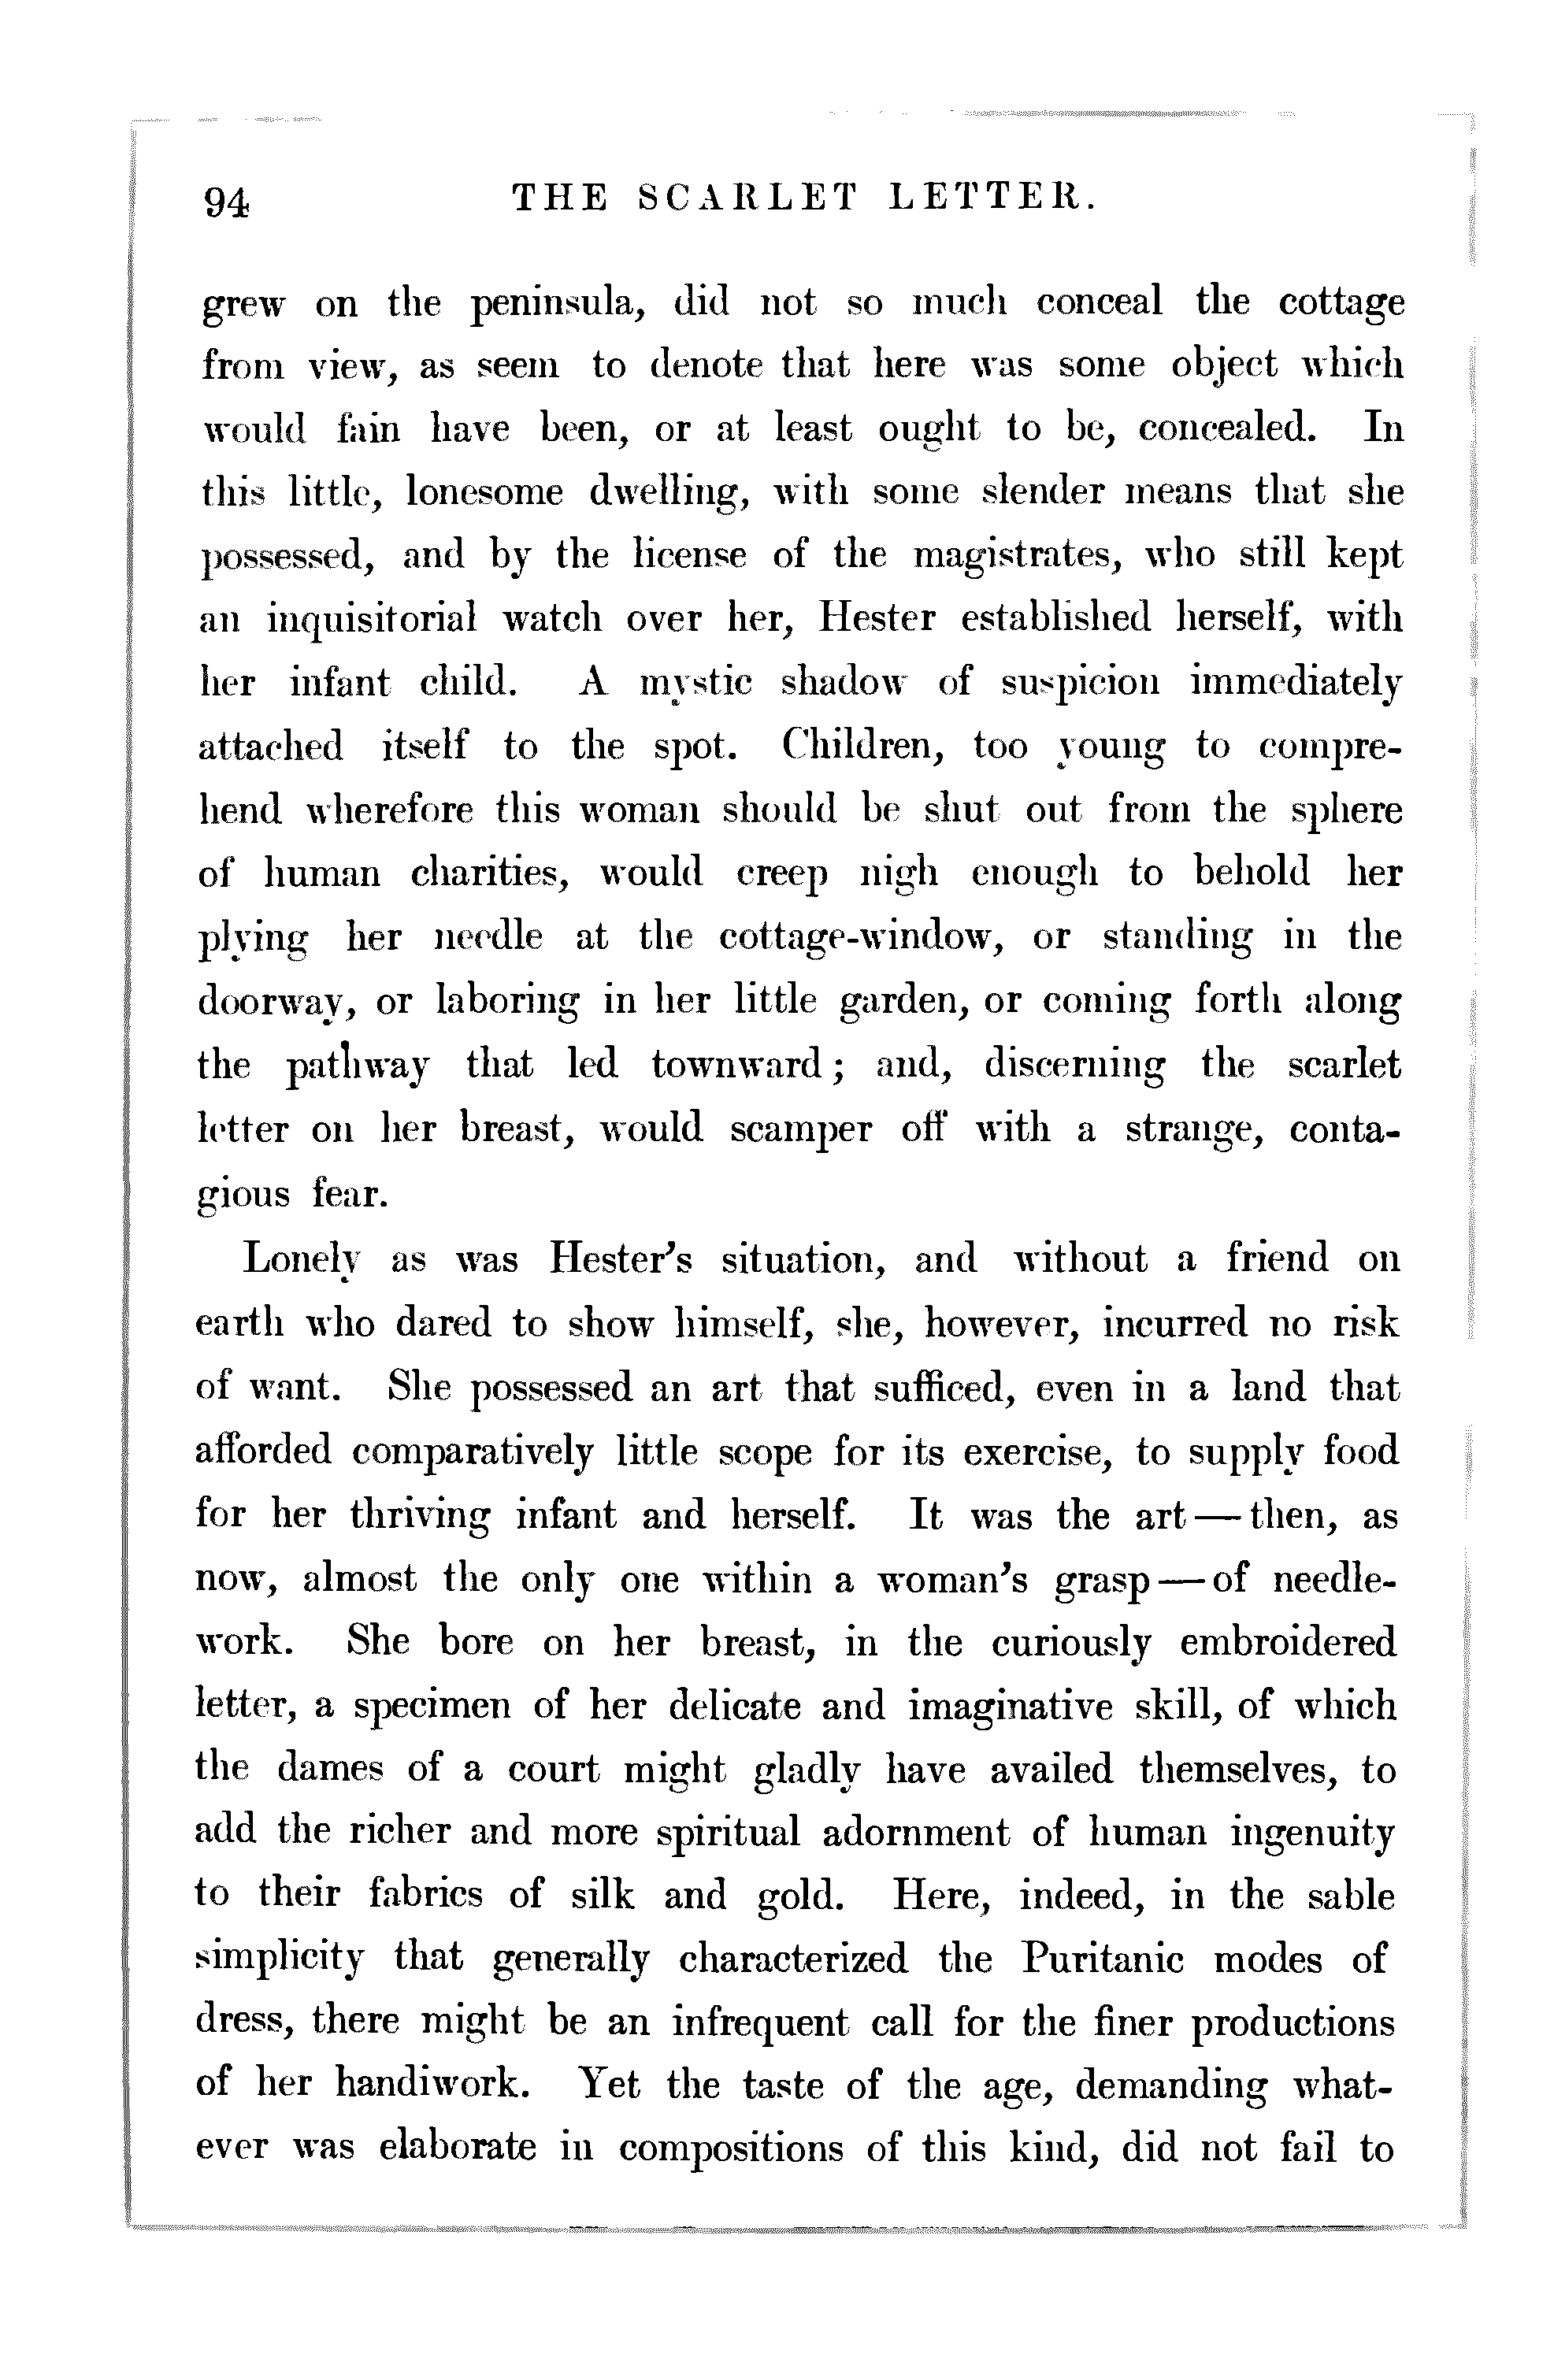 94 THE SCARLET LETTER.
grew on the peninsula, did not so much conceal the cottage
from view, as seem to denote that here was some object which
would fain have been, or at least ought to be, concealed. In
this little, lonesome dwelling, with some slender means that she
possessed, and by the license of the magistrates, who still kept
an inquisitorial watch over her, Hester established herself, with
her infant child. A mystic shadow of suspicion immediately
attached itself to the spot. Children, too young to compre-
hend wherefore this woman should be shut out from the sphere
of human charities, would creep nigh enough to behold her
plying her needle at the cottage-window, or standing in the
doorway, or laboring in her little garden, or coming forth along
the pathway that led townward; and, discerning the scarlet
letter on her breast, would scamper off with a strange, conta-
gious fear.
Lonely as was Hester's situation, and without a friend on
earth who dared to show himself, she, however, incurred no risk
of want. She possessed an art that sufficed, even in a land that
afforded comparatively little scope for its exercise, to supply food
for her thriving infant and herself. It was the art — then, as
now, almost the only one within a woman's grasp — of needle-
work. She bore on her breast, in the curiously embroidered
letter, a specimen of her delicate and imaginative skill, of which
the dames of a court might gladly have availed themselves, to
add the richer and more spiritual adornment of human ingenuity
to their fabrics of silk and gold. Here, indeed, in the sable
simplicity that generally characterized the Puritanic modes of
dress, there might be an infrequent call for the finer productions
of her handiwork. Yet the taste of the age, demanding what-
ever was elaborate in compositions of this kind, did not fail to